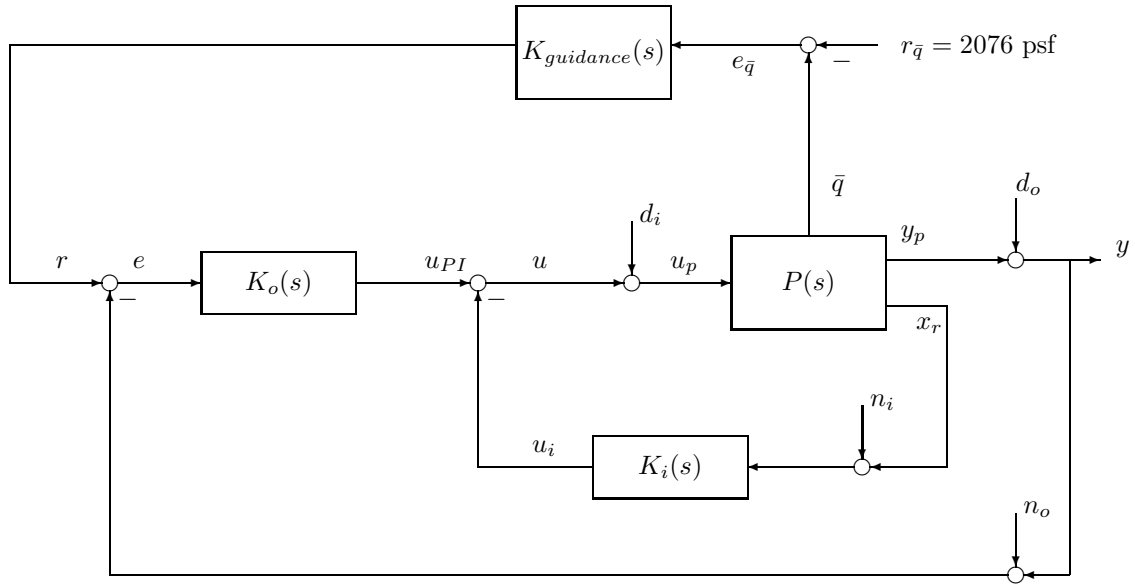 K_{guidance}(s)
e_{\bar{q}}
−
r_{\bar{q}} = 2076 psf
\bar{q}
d_o
d_i
r
e
−
K_o(s)
u_{PI}
−
u
u_p
P(s)
y_p
y
x_r
n_i
u_i
K_i(s)
n_o